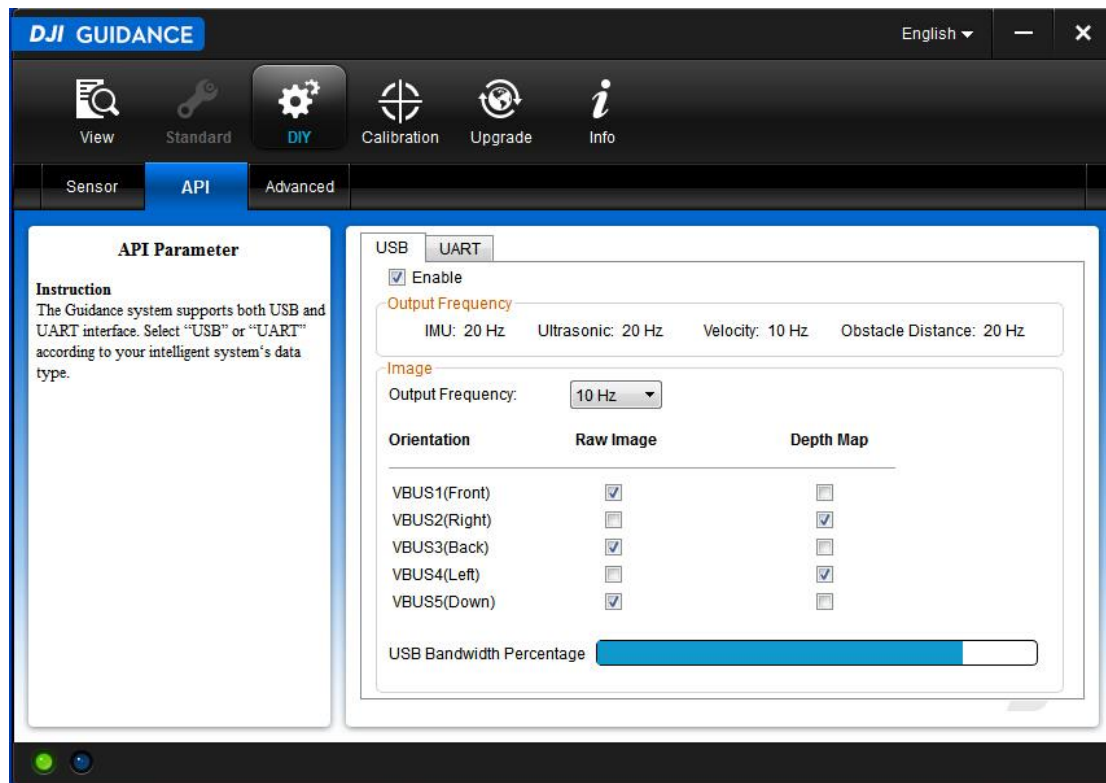 DJI GUIDANCE
English
View
Standard
DIY
Calibration
Upgrade
Info
Sensor
API
Advanced
API Parameter
Instruction
The Guidance system supports both USB and
UART interface. Select “USB” or “UART”
according to your intelligent system‘s data
type.
USB
UART
Enable
Output Frequency
IMU: 20 Hz Ultrasonic: 20 Hz Velocity: 10 Hz Obstacle Distance: 20 Hz
Image
Output Frequency: 10 Hz
Orientation Raw Image Depth Map
VBUS1(Front)
VBUS2(Right)
VBUS3(Back)
VBUS4(Left)
VBUS5(Down)
USB Bandwidth Percentage